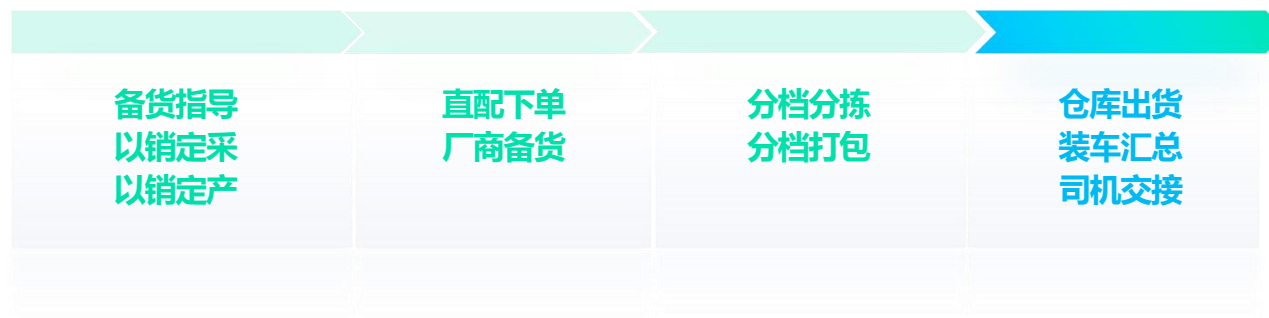 备货指导
以销定采
以销定产
直配下单
厂商备货
分档分拣
分档打包
仓库出货
装车汇总
司机交接